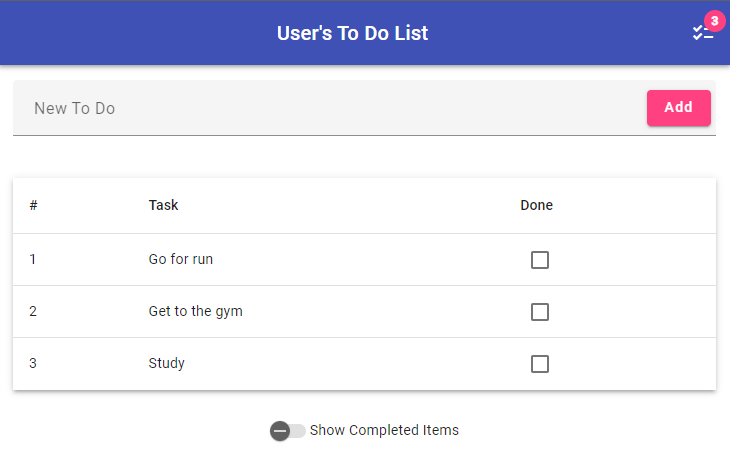 User's To Do List
3
New To Do
Add
# Task Done
1 Go for run
2 Get to the gym
3 Study
Show Completed Items